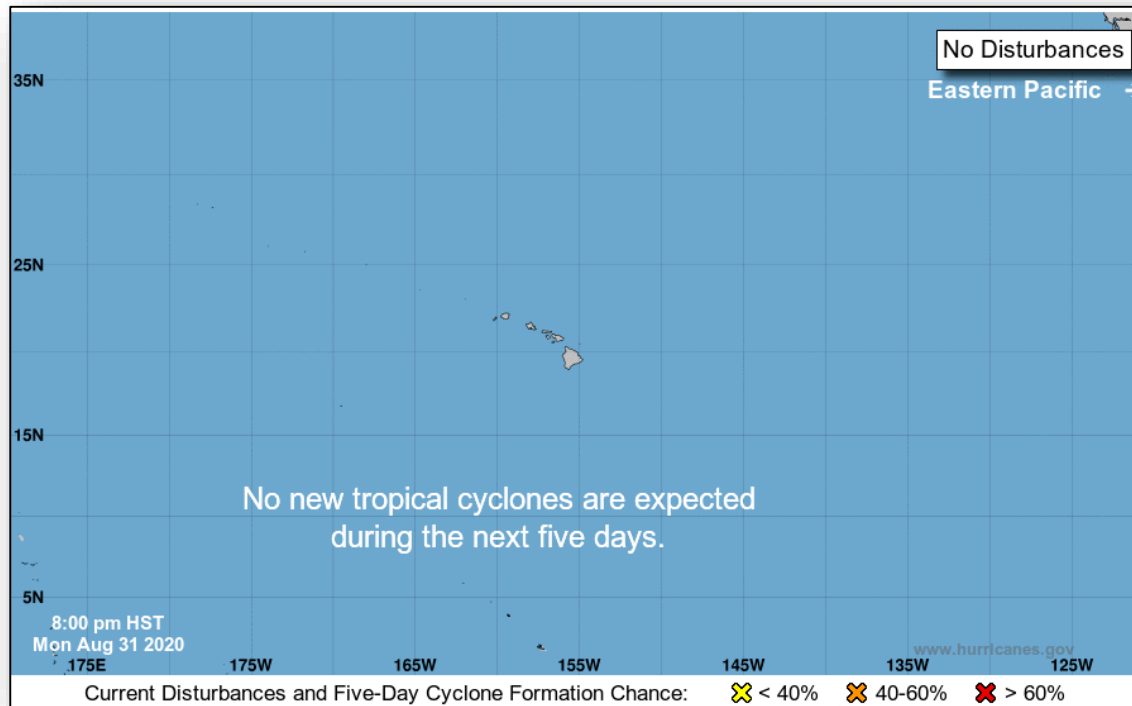 No Disturbances
35N
Eastern Pacific
25N
15N
No new tropical cyclones are expected
during the next five days.
5N
8:00 pm HST
Mon Aug 31 2020
www.hurricanes.gov
175E 175W 165W 155W 145W 135W 125W
Current Disturbances and Five-Day Cyclone Formation Chance: < 40% 40-60% > 60%